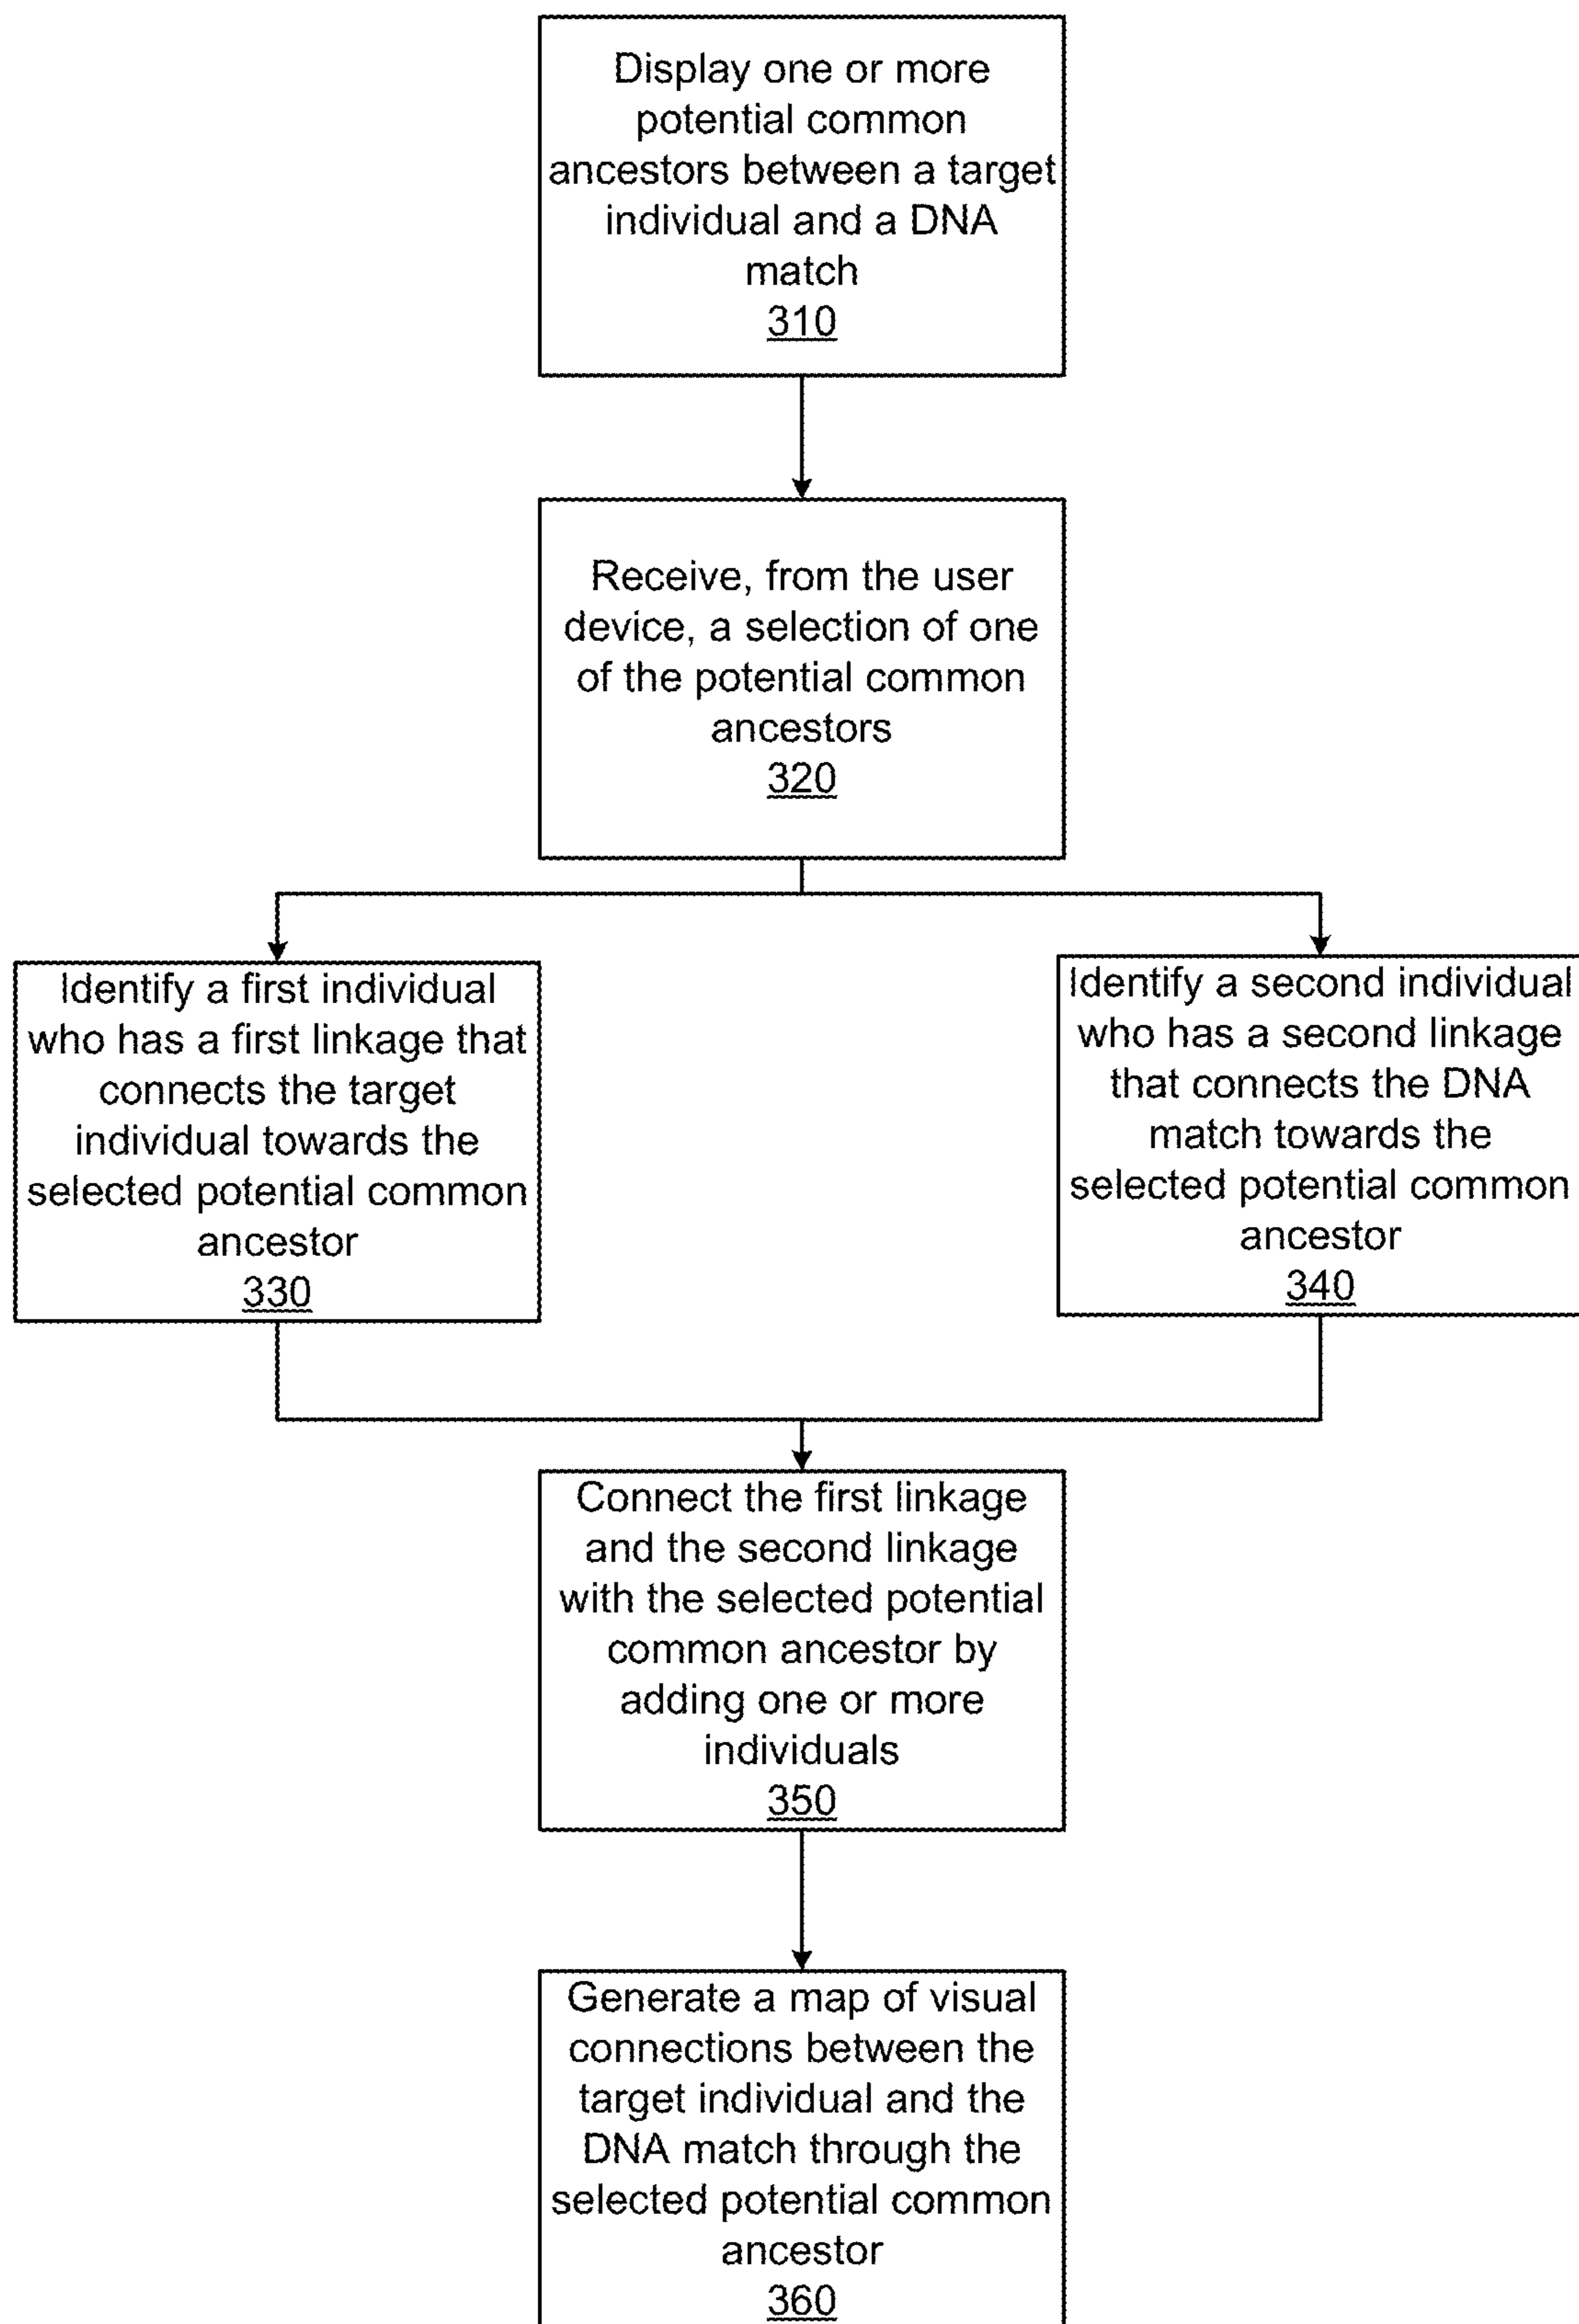 Display one or more
potential common
ancestors between a target
individual and a DNA
match
310
Receive, from the user
device, a selection of one
of the potential common
ancestors
320
Identify a first individual
who has a first linkage that
connects the target
individual towards the
selected potential common
ancestor
330
Identify a second individual
who has a second linkage
that connects the DNA
match towards the
selected potential common
ancestor
340
Connect the first linkage
and the second linkage
with the selected potential
common ancestor by
adding one or more
individuals
350
Generate a map of visual
connections between the
target individual and the
DNA match through the
selected potential common
ancestor
360